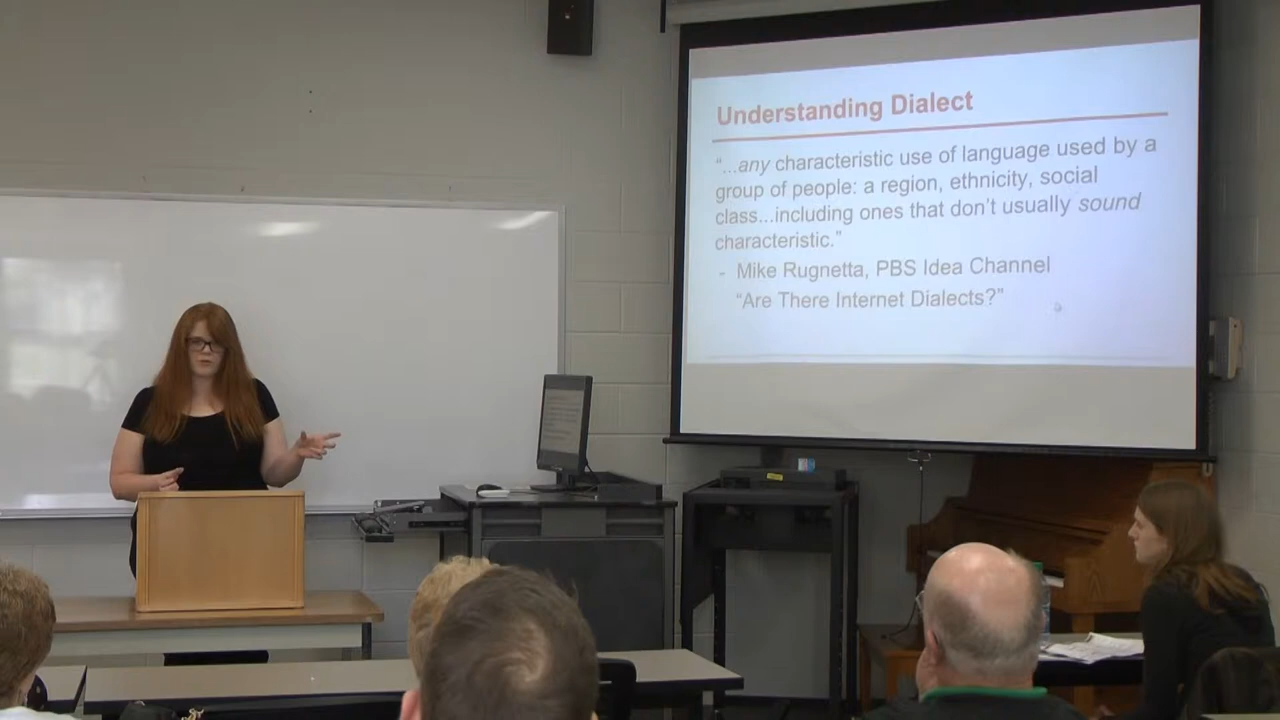 Understanding Dialect
“...any characteristic use of language used by a
group of people: a region, ethnicity, social
class...including ones that don't usually sound
characteristic.”
- Mike Rugnetta, PBS Idea Channel
“Are There Internet Dialects?”